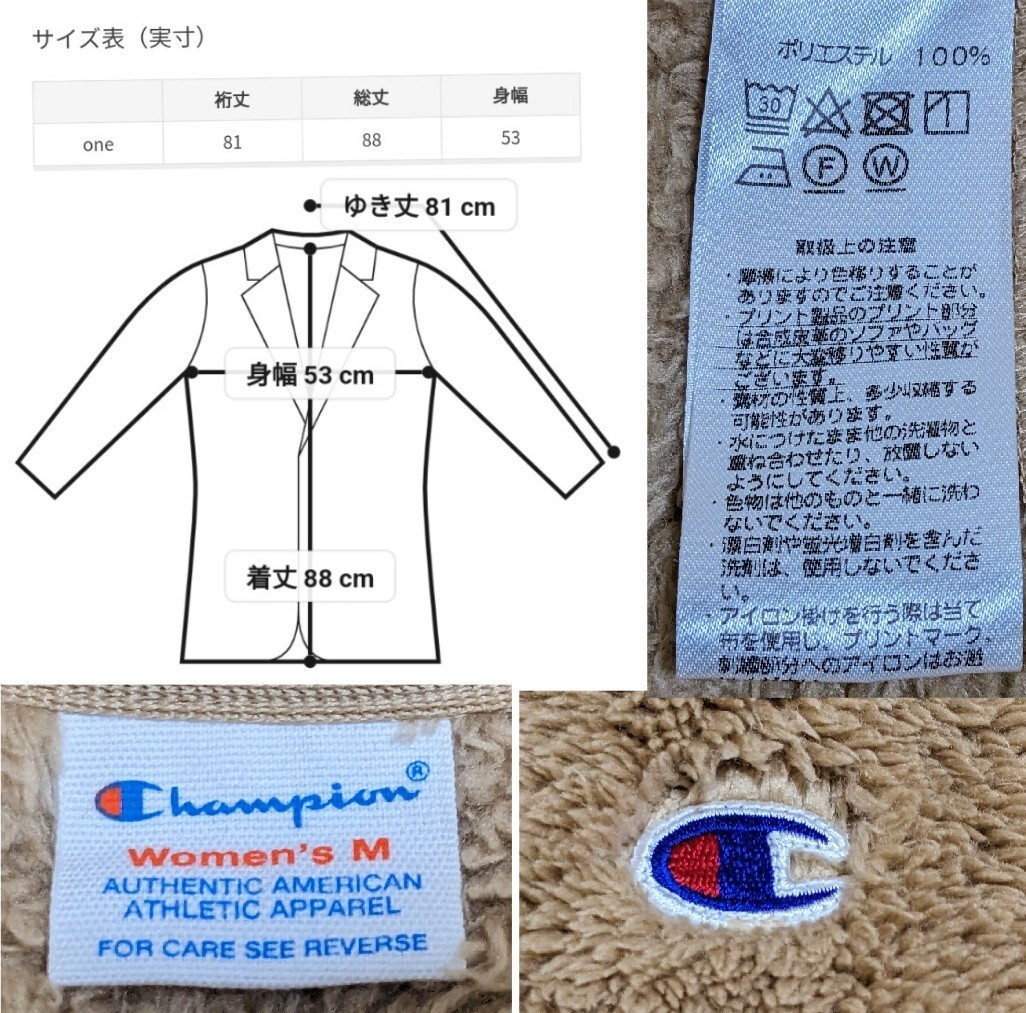 サイズ表（実寸）
裄丈 総丈 身幅
one 81 88 53
ゆき丈 81 cm
身幅 53 cm
着丈 88 cm
ポリエステル 100%
30
F W
取扱上の注意
・摩擦により色移りすることが
ありますのでご注意ください。
・プリント製品のプリント部分
は合成皮革のソファやバッグ
などに大変移りやすい性質が
ございます。
・素材の性質上、多少収縮する
可能性があります。
・水につけたまま他の洗濯物と
重ね合わせたり、放置しない
ようにしてください。
・色物は他のものと一緒に洗わ
ないでください。
・漂白剤や蛍光増白剤を含んだ
洗剤は、使用しないでくださ
い。
・アイロン掛けを行う際は当て
布を使用し、プリントマーク・
刺繍部分へのアイロンはお避
Champion®
Women's M
AUTHENTIC AMERICAN
ATHLETIC APPAREL
FOR CARE SEE REVERSE